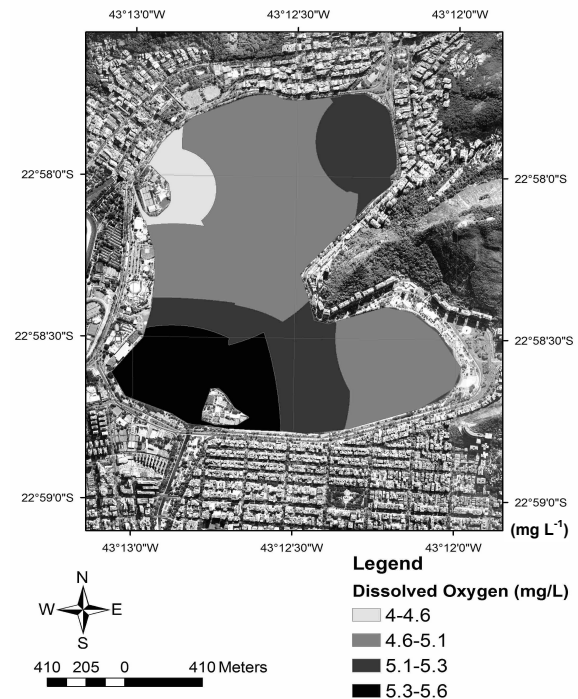 43°13'0"W 43°12'30"W 43°12'0"W
22°58'0"S 22°58'0"S
22°58'30"S 22°58'30"S
22°59'0"S 22°59'0"S
43°13'0"W 43°12'30"W 43°12'0"W
(mg L-1)
Legend
Dissolved Oxygen (mg/L)
4-4.6
4.6-5.1
5.1-5.3
5.3-5.6
N
W E
S
410 205 0 410 Meters